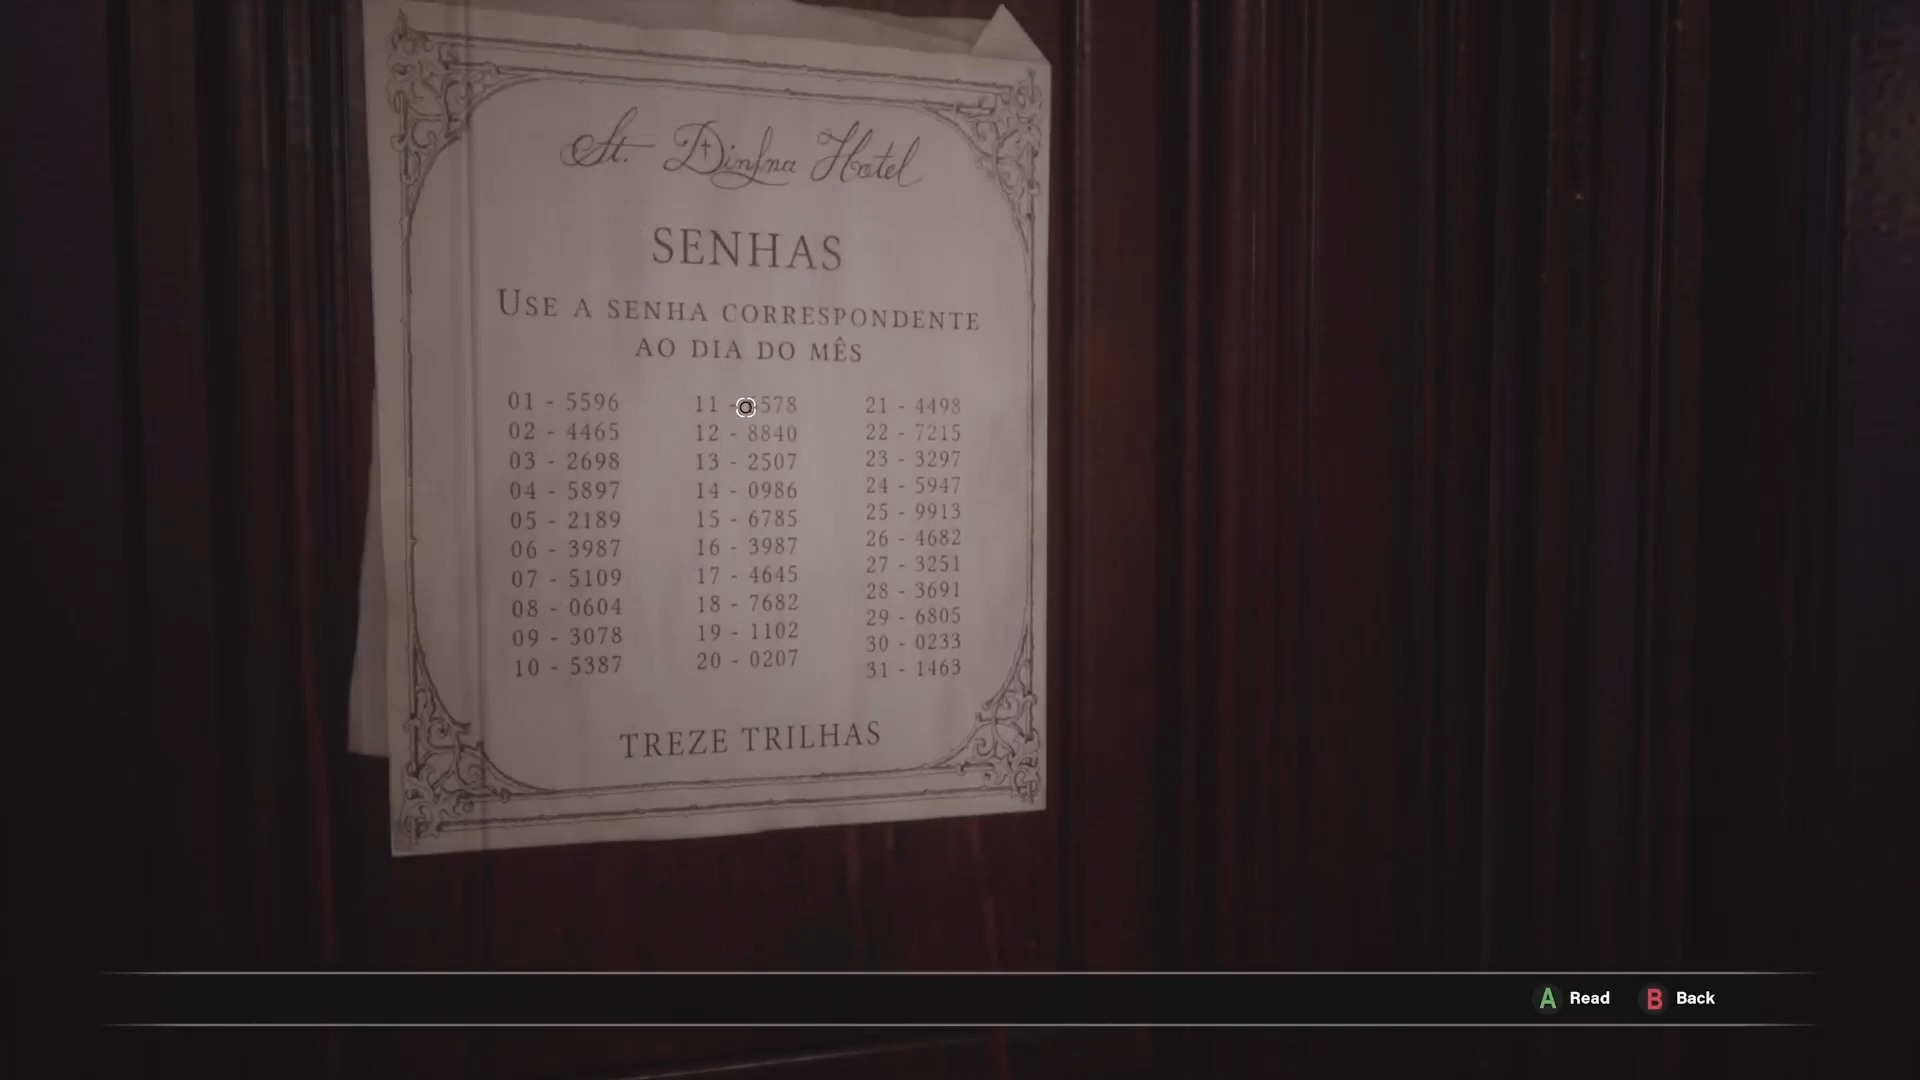 St. Dinfna Hotel
SENHAS
USE A SENHA CORRESPONDENTE
AO DIA DO MÊS
01 - 5596
02 - 4465
03 - 2698
04 - 5897
05 - 2189
06 - 3987
07 - 5109
08 - 0604
09 - 3078
10 - 5387
11 -
12 - 8840
13 - 2507
14 - 0986
15 - 6785
16 - 3987
17 - 4645
18 - 7682
19 - 1102
20 - 0207
21 - 4498
22 - 7215
23 - 3297
24 - 5947
25 - 9913
26 - 4682
27 - 3251
28 - 3691
29 - 6805
30 - 0233
31 - 1463
TREZE TRILHAS
A Read B Back